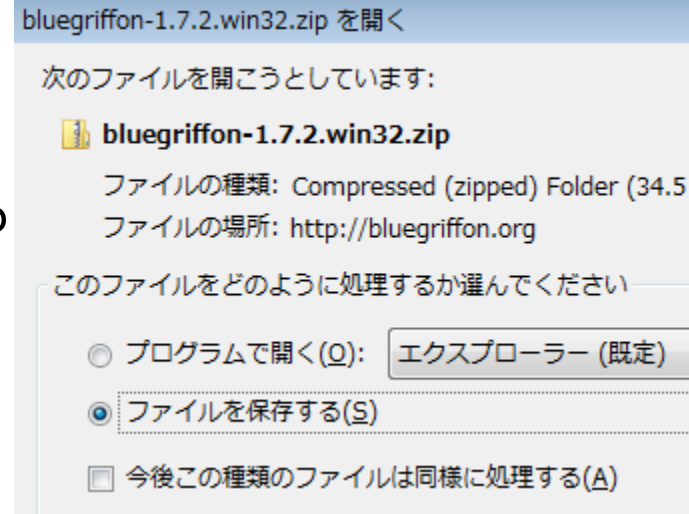 bluegriffon-1.7.2.win32.zip を開く
次のファイルを開こうとしています:
bluegriffon-1.7.2.win32.zip
ファイルの種類: Compressed (zipped) Folder (34.5
ファイルの場所: http://bluegriffon.org
このファイルをどのように処理するか選んでください
プログラムで開く(O): エクスプローラー (既定)
ファイルを保存する(S)
今後この種類のファイルは同様に処理する(A)